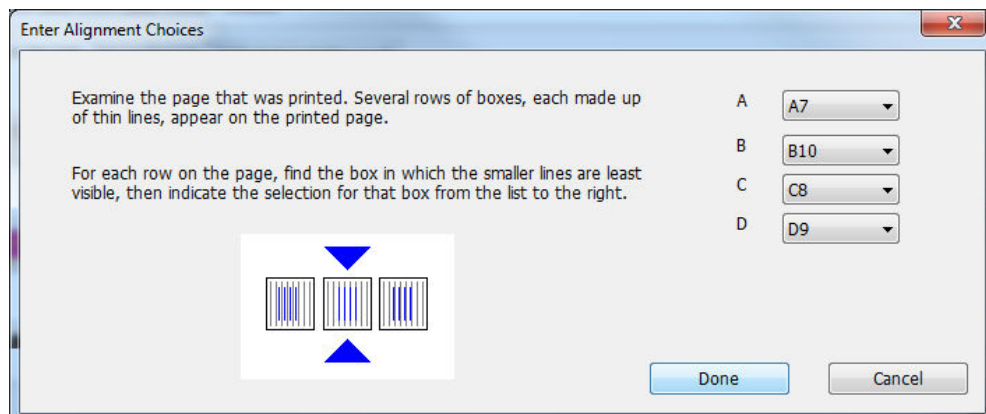 Enter Alignment Choices
Examine the page that was printed. Several rows of boxes, each made up
of thin lines, appear on the printed page.
For each row on the page, find the box in which the smaller lines are least
visible, then indicate the selection for that box from the list to the right.
A A7
B B10
C C8
D D9
Done Cancel